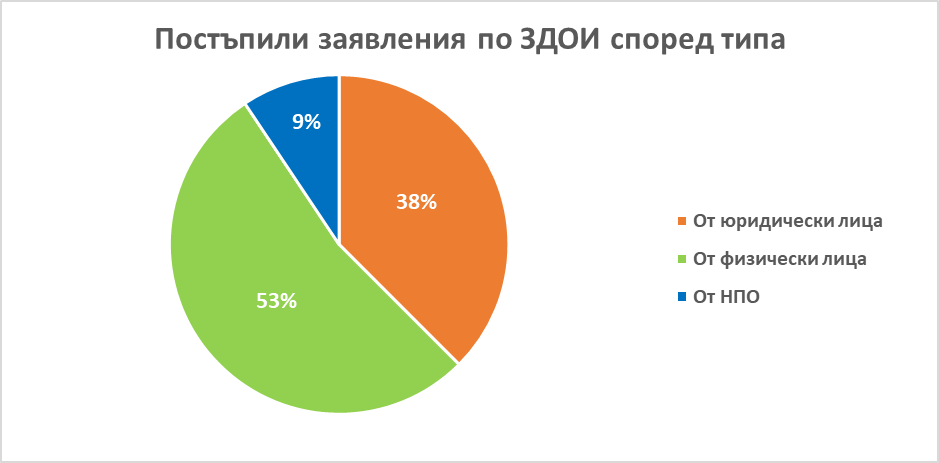 Постъпили заявления по ЗДОИ според типа
9%
38%
53%
От юридически лица
От физически лица
От НПО